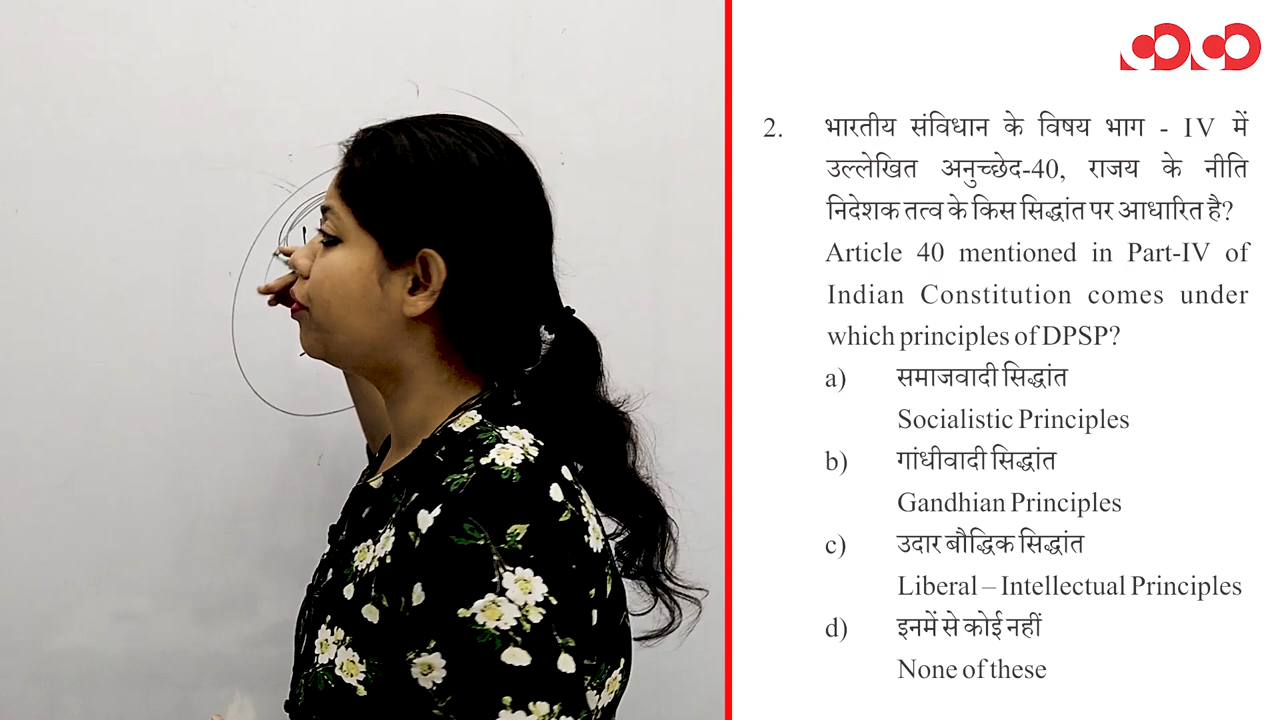 2. भारतीय संविधान के विषय भाग - IV में
उल्लेखित अनुच्छेद-40, राजय के नीति
निदेशक तत्व के किस सिद्धांत पर आधारित है?
Article 40 mentioned in Part-IV of
Indian Constitution comes under
which principles of DPSP?
a) समाजवादी सिद्धांत
Socialistic Principles
b) गांधीवादी सिद्धांत
Gandhian Principles
c) उदार बौद्धिक सिद्धांत
Liberal – Intellectual Principles
d) इनमें से कोई नहीं
None of these